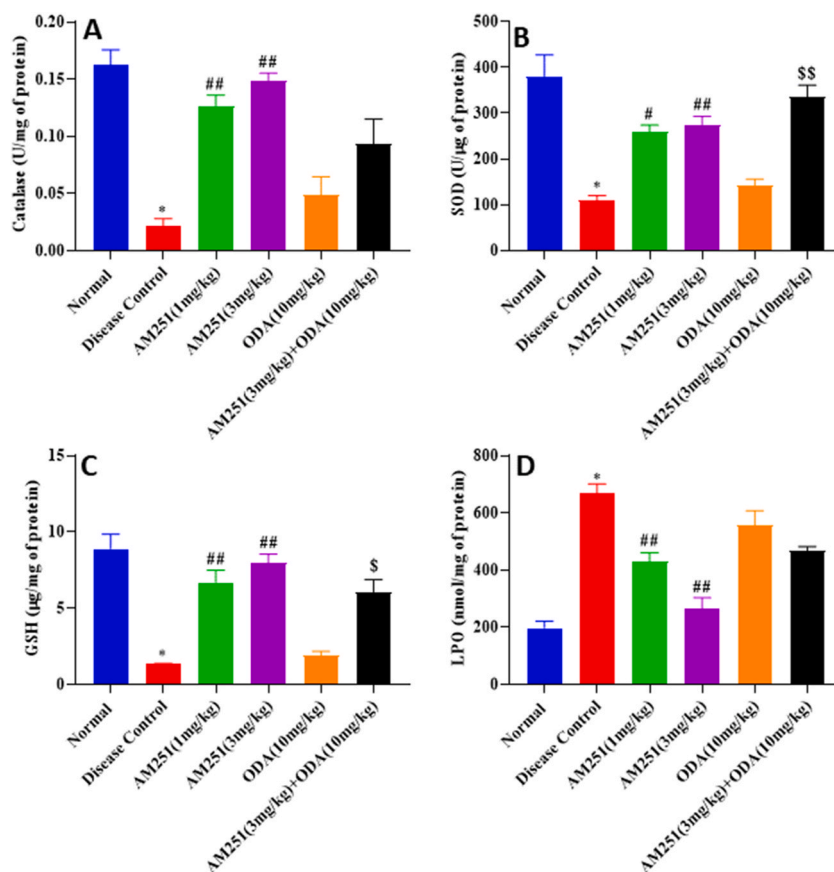 A
Catalase (U/mg of protein)
0.20
0.15
0.10
0.05
0.00
*
##
##
Normal
Disease Control
AM251(1mg/kg)
AM251(3mg/kg)
ODA(10mg/kg)
AM251(3mg/kg)+ODA(10mg/kg)
B
SOD (U/µg of protein)
500
400
300
200
100
0
*
#
##
$$
Normal
Disease Control
AM251(1mg/kg)
AM251(3mg/kg)
ODA(10mg/kg)
AM251(3mg/kg)+ODA(10mg/kg)
C
GSH (µg/mg of protein)
15
10
5
0
*
##
##
$
Normal
Disease Control
AM251(1mg/kg)
AM251(3mg/kg)
ODA(10mg/kg)
AM251(3mg/kg)+ODA(10mg/kg)
D
LPO (nmol/mg of protein)
800
600
400
200
0
*
##
##
Normal
Disease Control
AM251(1mg/kg)
AM251(3mg/kg)
ODA(10mg/kg)
AM251(3mg/kg)+ODA(10mg/kg)